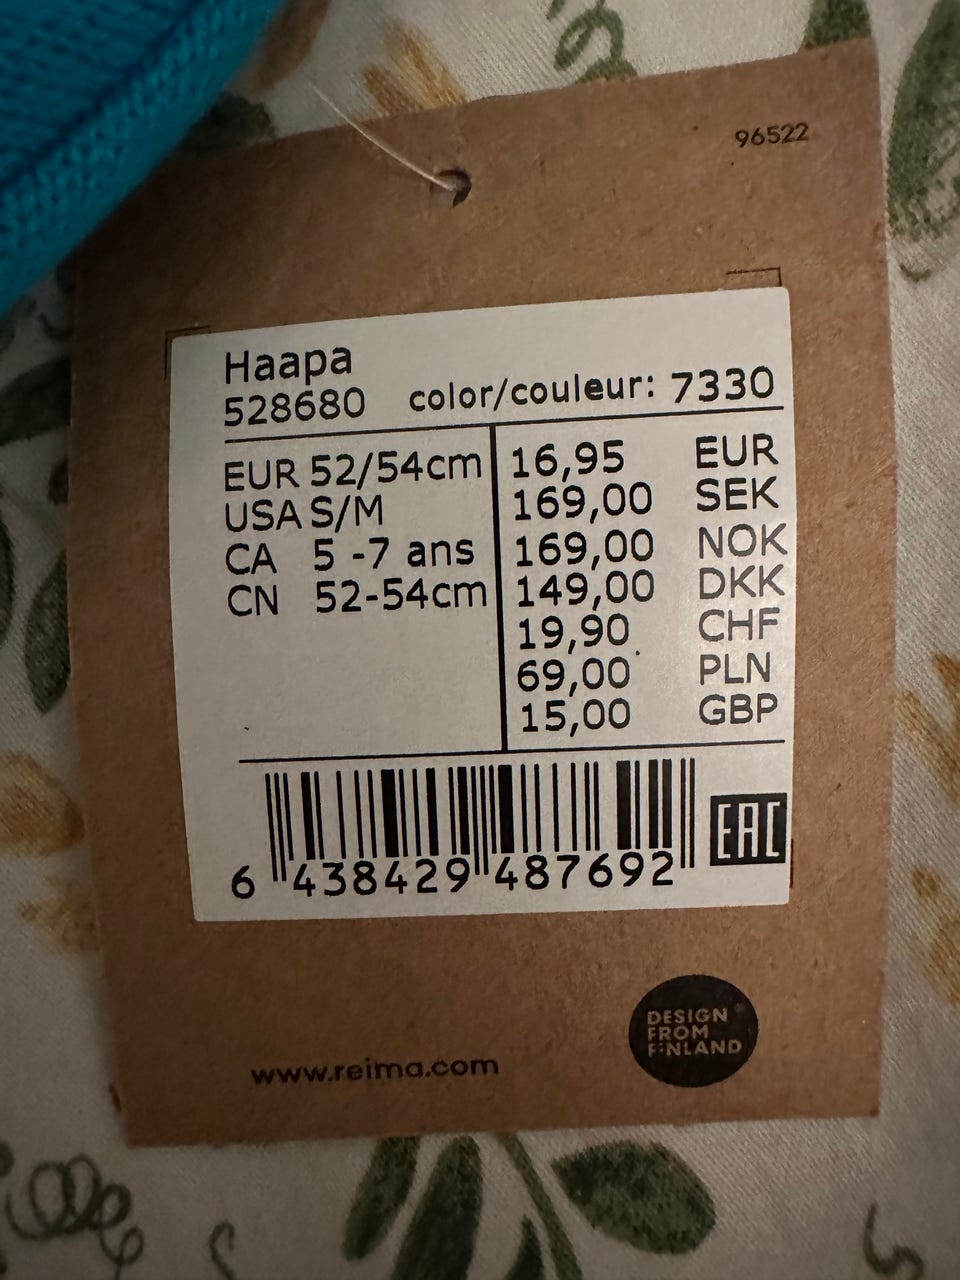 96522
Haapa
528680 color/couleur: 7330
EUR 52/54cm
USA S/M
CA 5 -7 ans
CN 52-54cm
16,95 EUR
169,00 SEK
169,00 NOK
149,00 DKK
19,90 CHF
69,00 PLN
15,00 GBP
6 438429 487692
EAC
DESIGN
FROM
FINLAND
www.reima.com